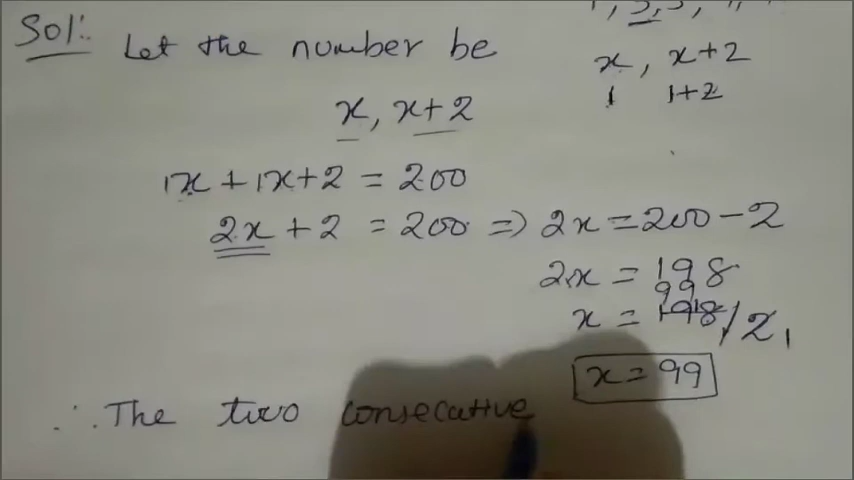 Sol:
Let the number be
x, x+2
x, x+2
1 1+2
1x + 1x+2 = 200
2x + 2 = 200 => 2x = 200 - 2
2x = 198
99
x = 198/2
x = 99
∴ The two consecutive